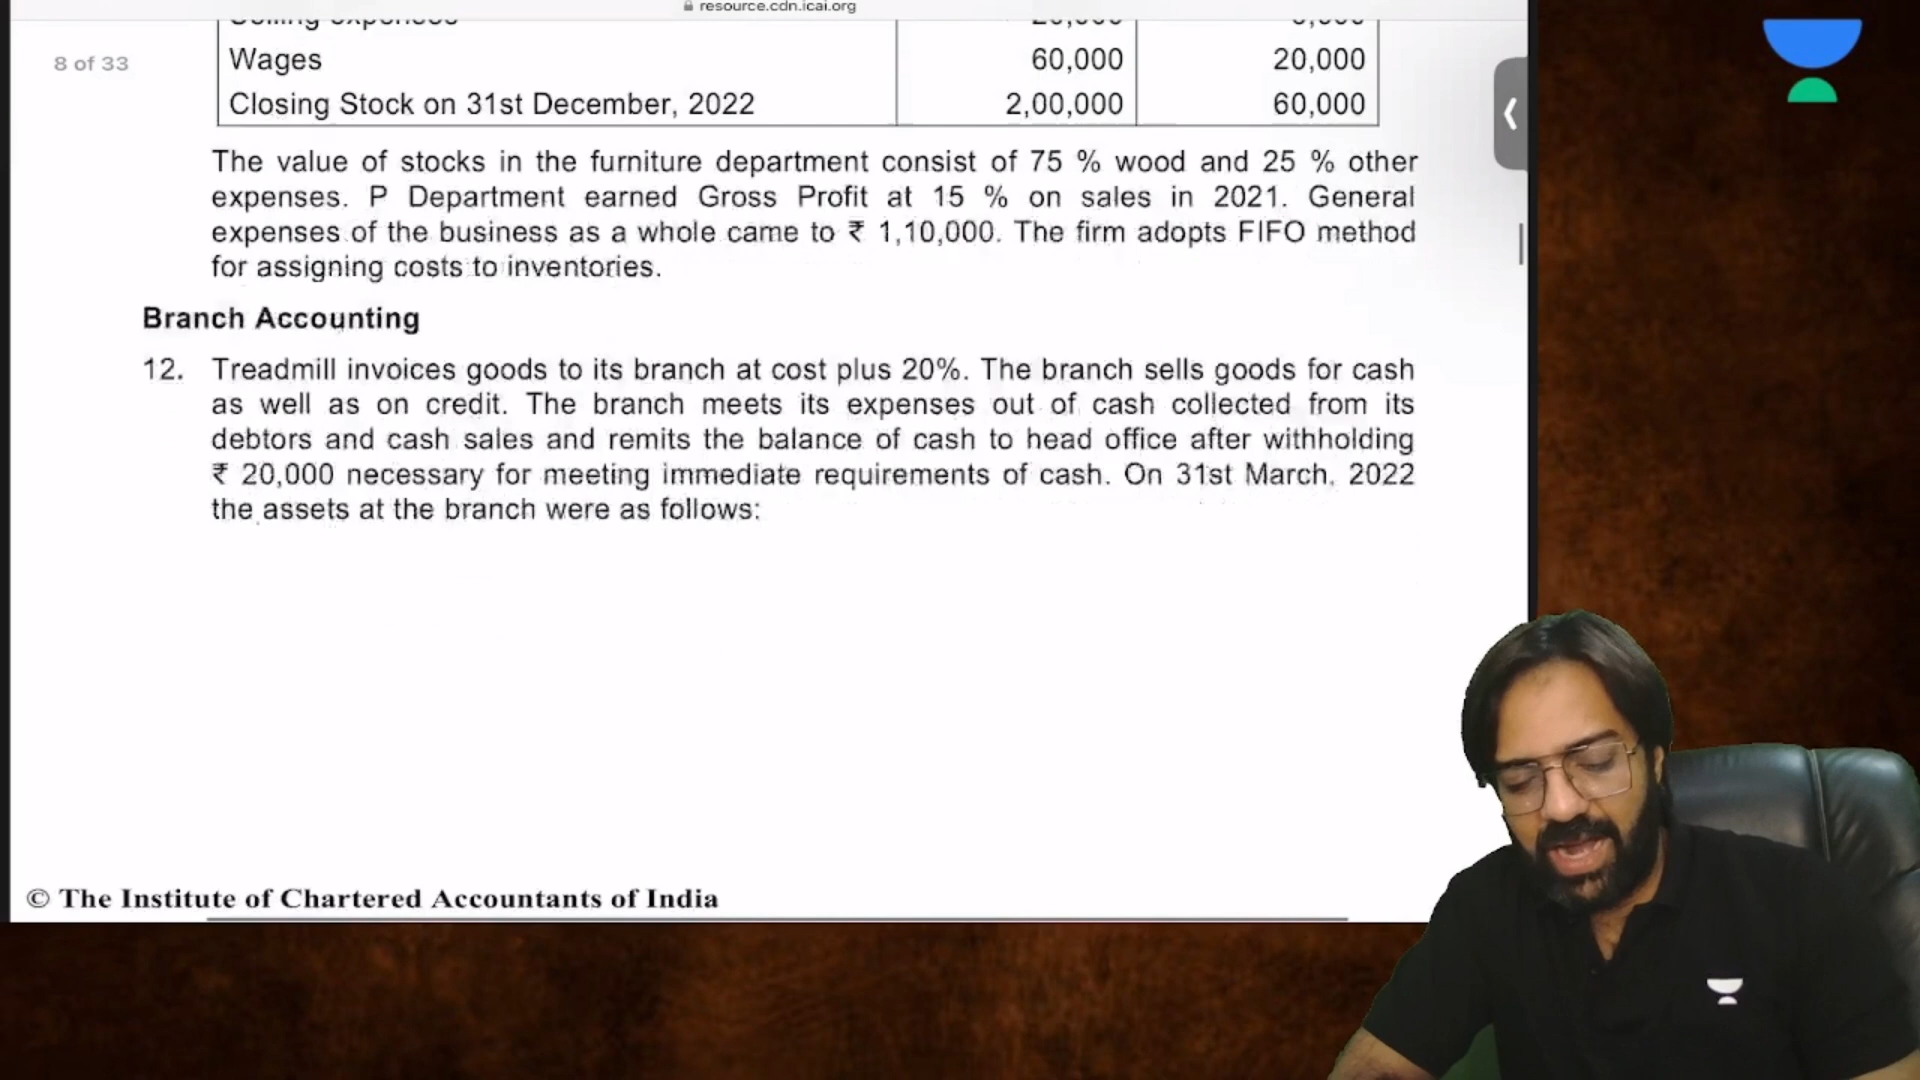 resource.cdn.icai.org
8 of 33
Selling expenses
Wages 60,000 20,000
Closing Stock on 31st December, 2022 2,00,000 60,000
The value of stocks in the furniture department consist of 75 % wood and 25 % other
expenses. P Department earned Gross Profit at 15 % on sales in 2021. General
expenses of the business as a whole came to ₹ 1,10,000. The firm adopts FIFO method
for assigning costs to inventories.
Branch Accounting
12. Treadmill invoices goods to its branch at cost plus 20%. The branch sells goods for cash
as well as on credit. The branch meets its expenses out of cash collected from its
debtors and cash sales and remits the balance of cash to head office after withholding
₹ 20,000 necessary for meeting immediate requirements of cash. On 31st March, 2022
the assets at the branch were as follows:
© The Institute of Chartered Accountants of India